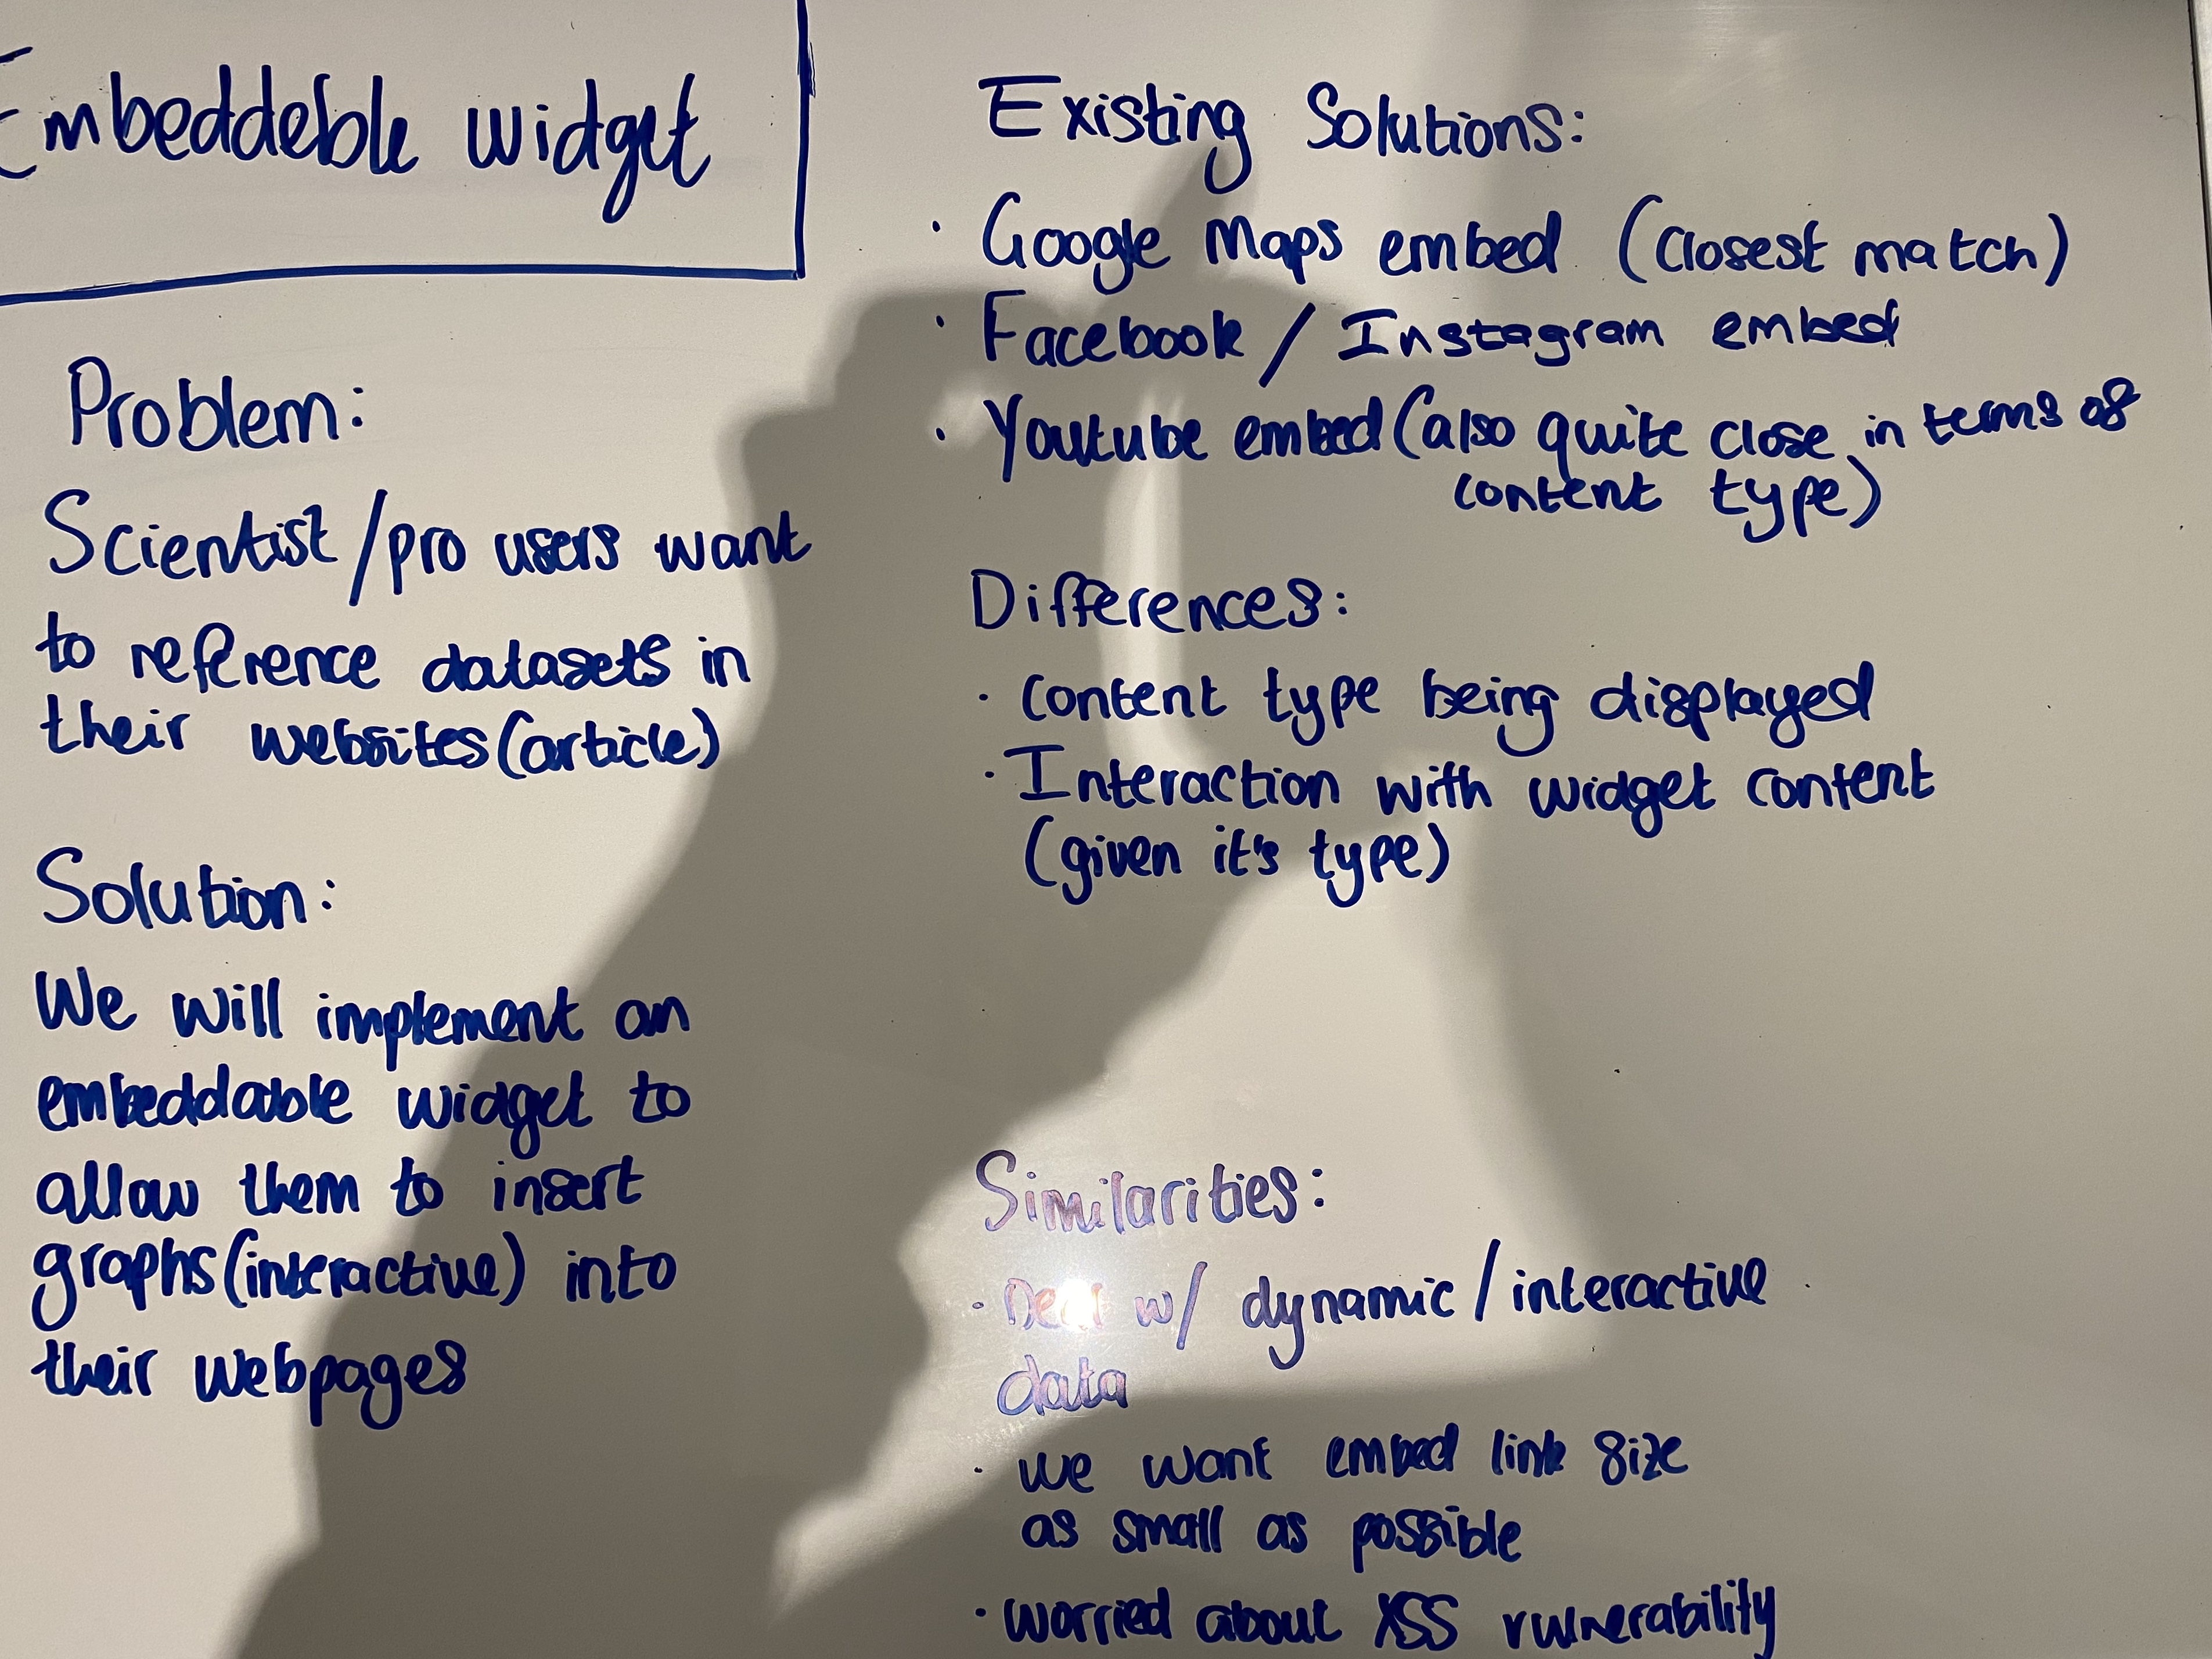 Embeddeble widget
Problem:
Scientist/pro users want
to reference datasets in
their websites(article)
Solution:
We will implement an
embeddable widget to
allow them to insert
graphs(interactive) into
their webpages
Existing Solutions:
· Google Maps embed (closest match)
· Facebook / Instagram embed
· Youtube embed (also quite close in terms of
content type)
Differences:
· content type being displayed
· Interaction with widget content
(given it's type)
Similarities:
· Deal w/ dynamic / interactive
data
· we want embed link size
as small as possible
· worried about XSS vulnerability